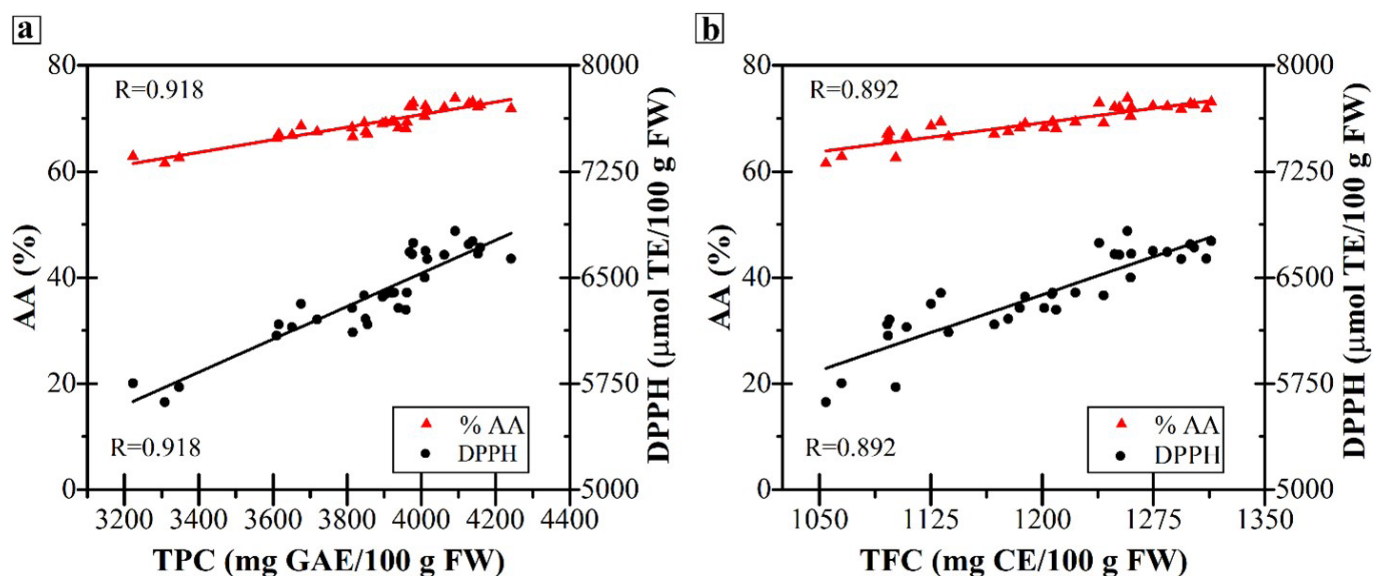 a
R=0.918
R=0.918
80
60
40
20
0
AA (%)
8000
7250
6500
5750
5000
DPPH (μmol TE/100 g FW)
% AA
DPPH
3200 3400 3600 3800 4000 4200 4400
TPC (mg GAE/100 g FW)
b
R=0.892
R=0.892
80
60
40
20
0
AA (%)
8000
7250
6500
5750
5000
DPPH (μmol TE/100 g FW)
% AA
DPPH
1050 1125 1200 1275 1350
TFC (mg CE/100 g FW)